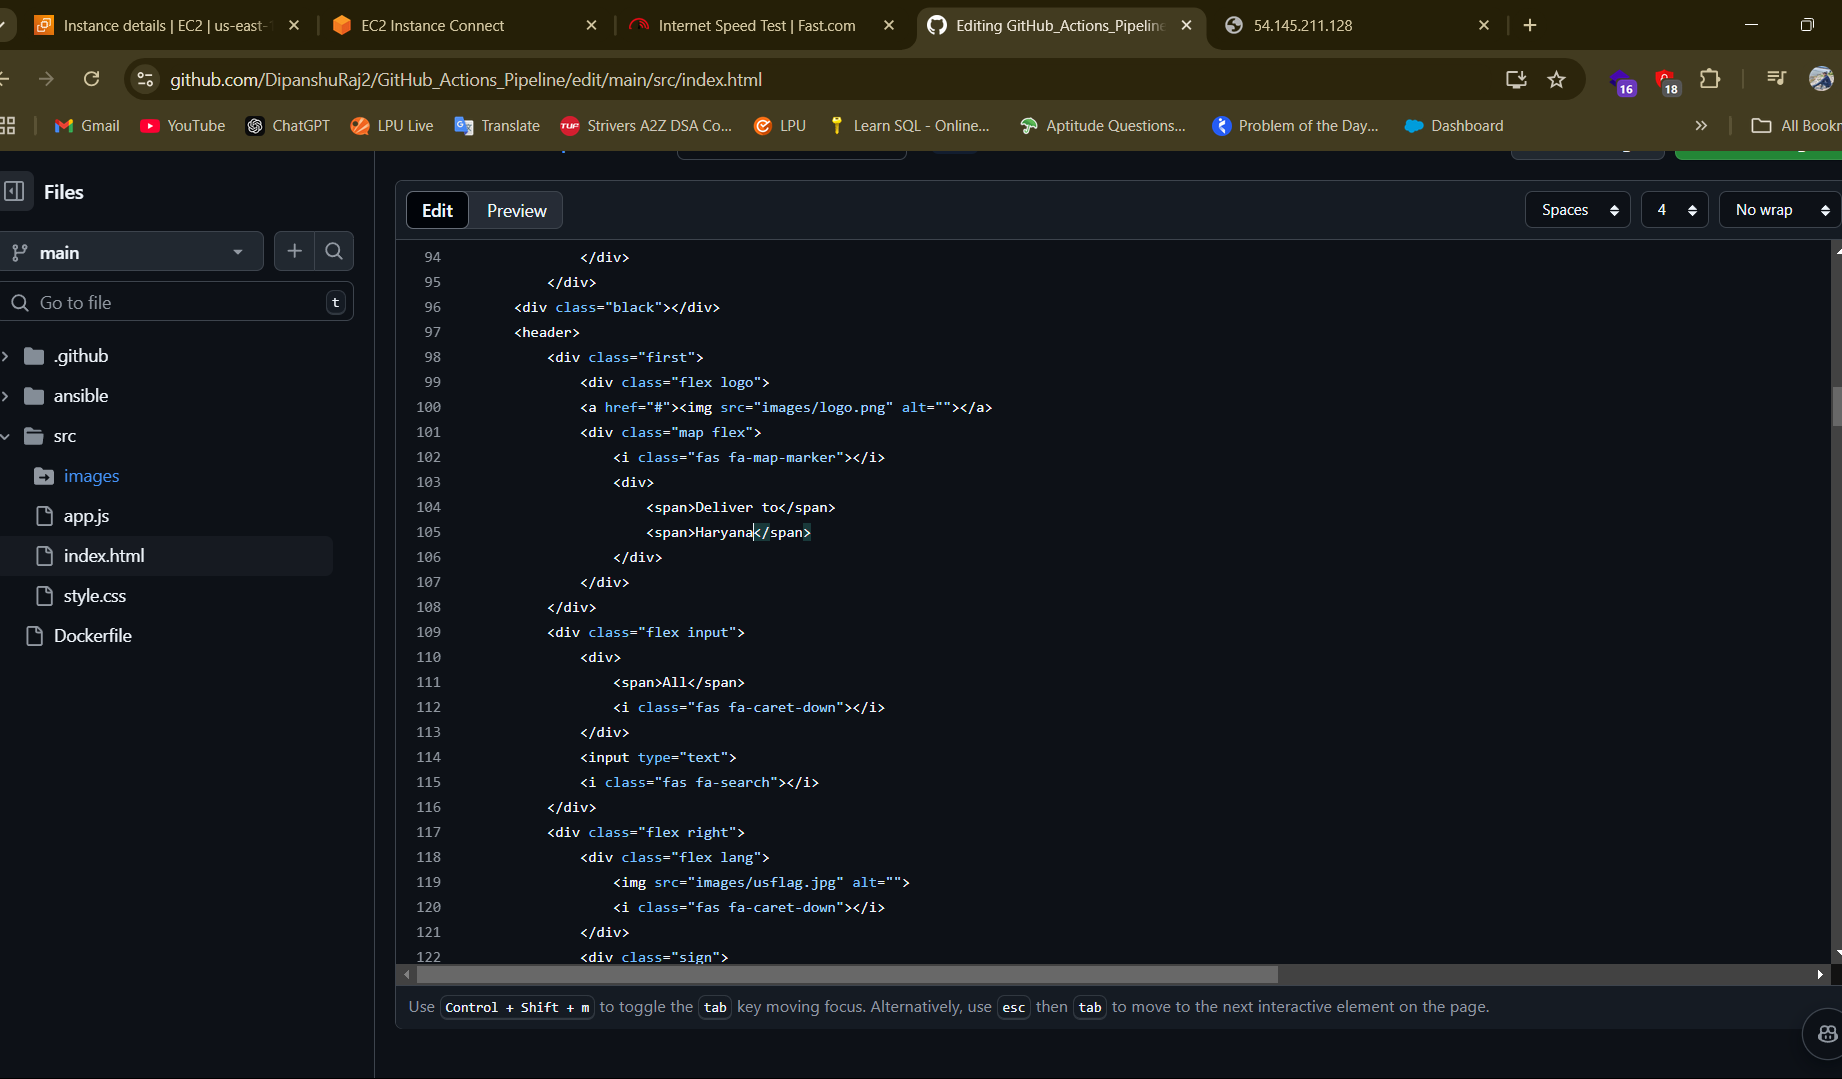 Instance details | EC2 | us-east-1
EC2 Instance Connect
Internet Speed Test | Fast.com
Editing GitHub_Actions_Pipeline
54.145.211.128
github.com/DipanshuRaj2/GitHub_Actions_Pipeline/edit/main/src/index.html
16
18
Gmail
YouTube
ChatGPT
LPU Live
Translate
Strivers A2Z DSA Co...
LPU
Learn SQL - Online...
Aptitude Questions...
Problem of the Day...
Dashboard
»
All Bookr
Files
main
Go to file
t
.github
ansible
src
images
app.js
index.html
style.css
Dockerfile
Edit
Preview
Spaces
4
No wrap
94 </div>
95 </div>
96 <div class="black"></div>
97 <header>
98 <div class="first">
99 <div class="flex logo">
100 <a href="#"><img src="images/logo.png" alt=""></a>
101 <div class="map flex">
102 <i class="fas fa-map-marker"></i>
103 <div>
104 <span>Deliver to</span>
105 <span>Haryana</span>
106 </div>
107 </div>
108 </div>
109 <div class="flex input">
110 <div>
111 <span>All</span>
112 <i class="fas fa-caret-down"></i>
113 </div>
114 <input type="text">
115 <i class="fas fa-search"></i>
116 </div>
117 <div class="flex right">
118 <div class="flex lang">
119 <img src="images/usflag.jpg" alt="">
120 <i class="fas fa-caret-down"></i>
121 </div>
122 <div class="sign">
Use Control + Shift + m to toggle the tab key moving focus. Alternatively, use esc then tab to move to the next interactive element on the page.